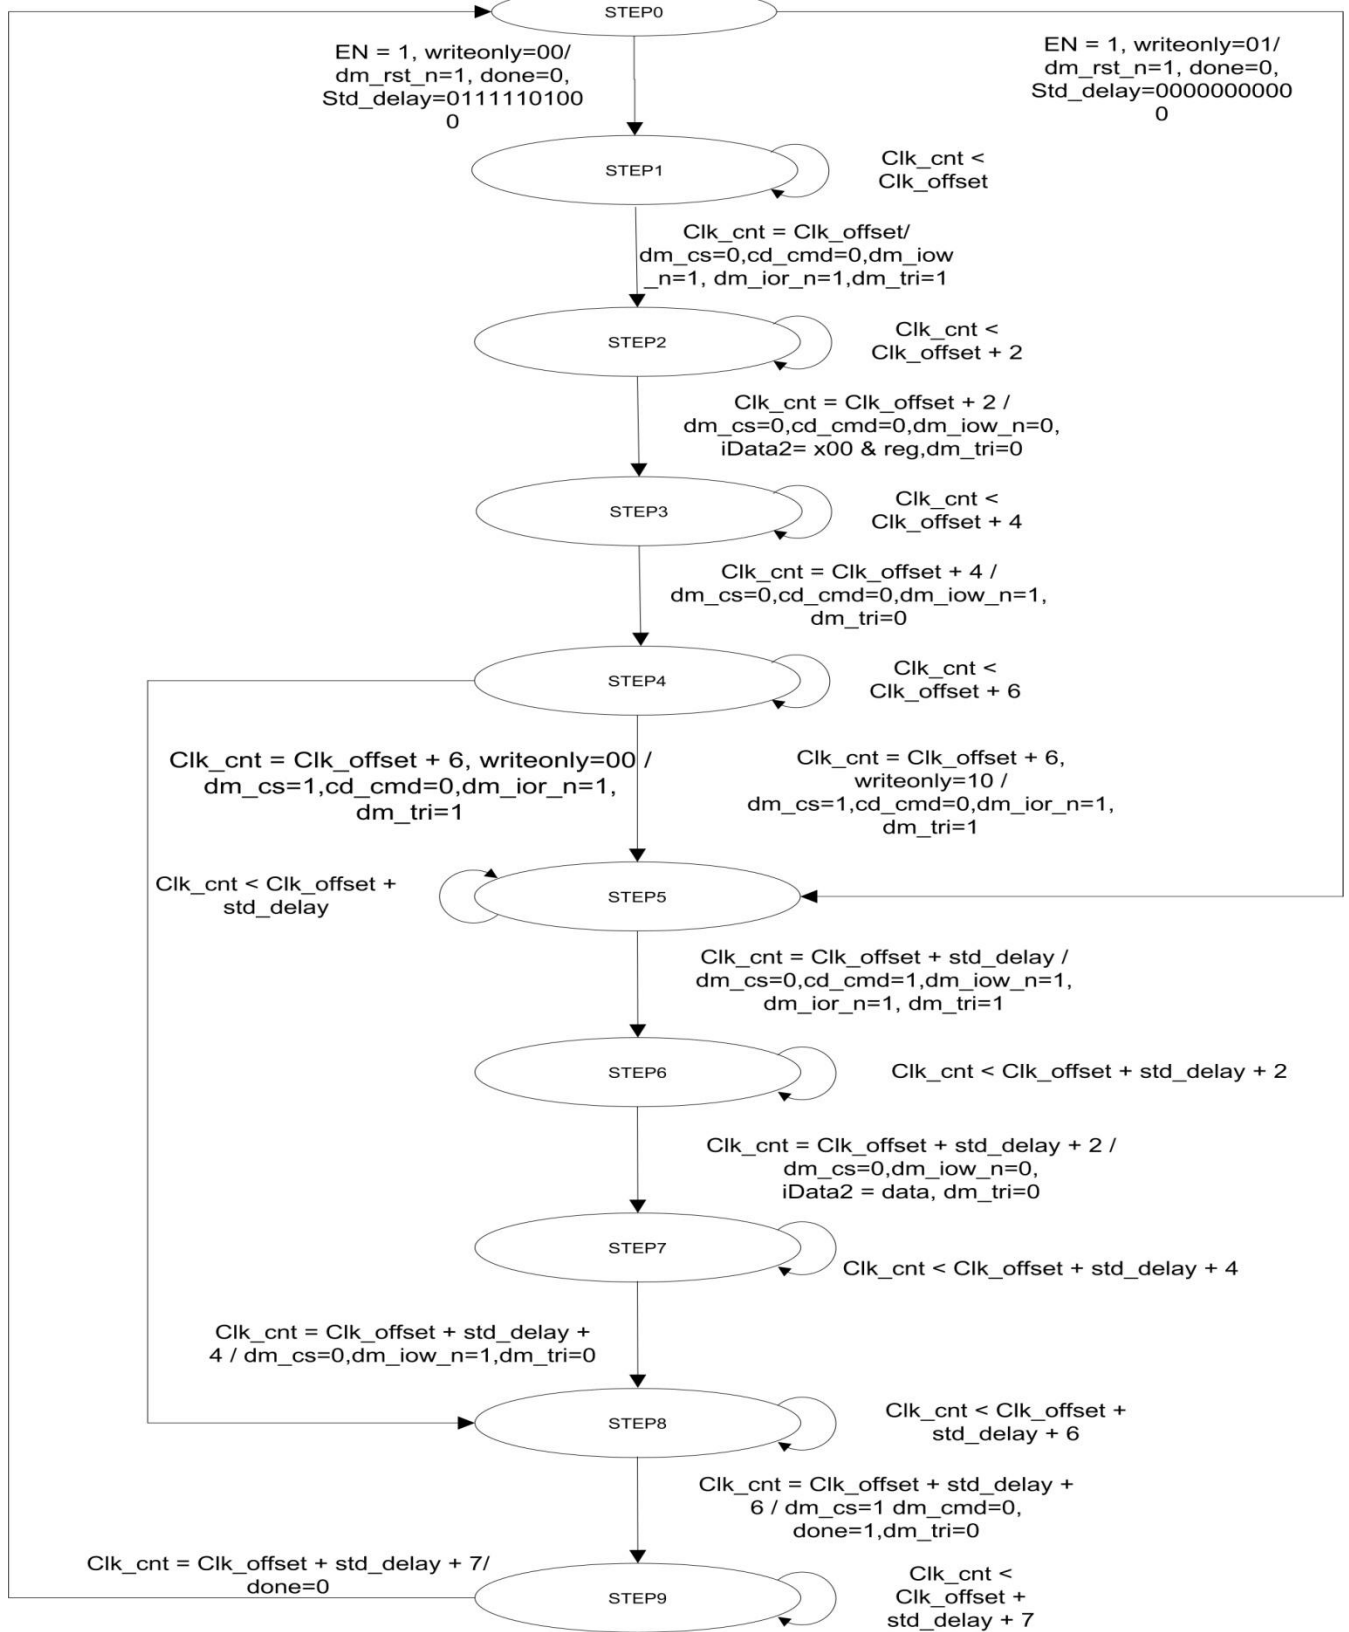 STEP0
EN = 1, writeonly=00/
dm_rst_n=1, done=0,
Std_delay=0111110100
0
EN = 1, writeonly=01/
dm_rst_n=1, done=0,
Std_delay=0000000000
0
STEP1
Clk_cnt <
Clk_offset
Clk_cnt = Clk_offset/
dm_cs=0,cd_cmd=0,dm_iow
_n=1, dm_ior_n=1,dm_tri=1
STEP2
Clk_cnt <
Clk_offset + 2
Clk_cnt = Clk_offset + 2 /
dm_cs=0,cd_cmd=0,dm_iow_n=0,
iData2= x00 & reg,dm_tri=0
STEP3
Clk_cnt <
Clk_offset + 4
Clk_cnt = Clk_offset + 4 /
dm_cs=0,cd_cmd=0,dm_iow_n=1,
dm_tri=0
STEP4
Clk_cnt <
Clk_offset + 6
Clk_cnt = Clk_offset + 6, writeonly=00 /
dm_cs=1,cd_cmd=0,dm_ior_n=1,
dm_tri=1
Clk_cnt = Clk_offset + 6,
writeonly=10 /
dm_cs=1,cd_cmd=0,dm_ior_n=1,
dm_tri=1
Clk_cnt < Clk_offset +
std_delay
STEP5
Clk_cnt = Clk_offset + std_delay /
dm_cs=0,cd_cmd=1,dm_iow_n=1,
dm_ior_n=1, dm_tri=1
STEP6
Clk_cnt < Clk_offset + std_delay + 2
Clk_cnt = Clk_offset + std_delay + 2 /
dm_cs=0,dm_iow_n=0,
iData2 = data, dm_tri=0
STEP7
Clk_cnt < Clk_offset + std_delay + 4
Clk_cnt = Clk_offset + std_delay +
4 / dm_cs=0,dm_iow_n=1,dm_tri=0
STEP8
Clk_cnt < Clk_offset +
std_delay + 6
Clk_cnt = Clk_offset + std_delay +
6 / dm_cs=1 dm_cmd=0,
done=1,dm_tri=0
Clk_cnt = Clk_offset + std_delay + 7/
done=0
STEP9
Clk_cnt <
Clk_offset +
std_delay + 7